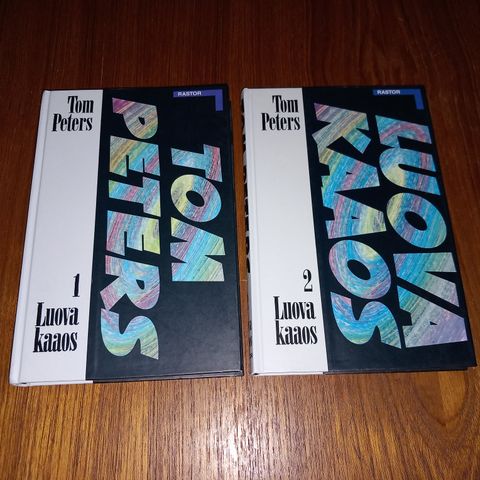 RASTOR
Tom
Peters
TOM
PETERS
1
Luova
kaaos
RASTOR
Tom
Peters
LUOVA
KAAOS
2
Luova
kaaos